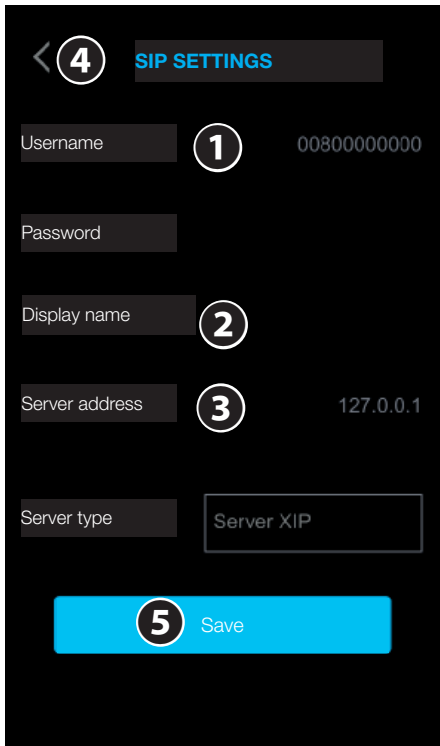 4 SIP SETTINGS
Username 1 00800000000
Password
Display name 2
Server address 3 127.0.0.1
Server type Server XIP
5 Save